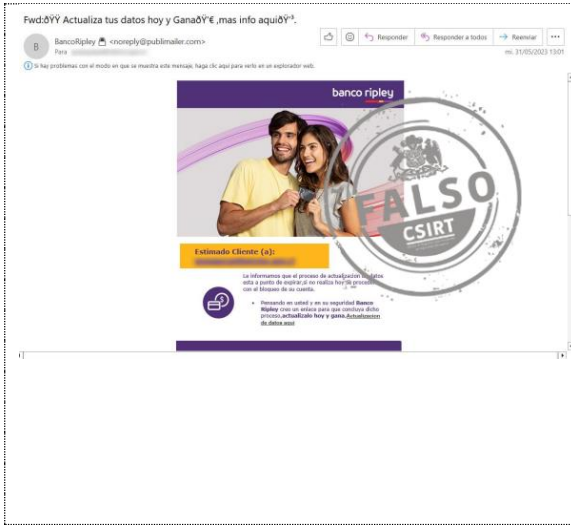 Fwd:ðŸŸ Actualiza tus datos hoy y GanaðŸ"€ ,mas info aquiðŸ"³.
B
BancoRipley <noreply@publimailer.com>
Para
Responder
Responder a todos
Reenviar
mi. 31/05/2023 13:01
Si hay problemas con el modo en que se muestra este mensaje, haga clic aquí para verlo en un explorador web.
banco ripley
FALSO
CSIRT
Estimado Cliente (a):
Le informamos que el proceso de actualizacion de datos
esta a punto de expirar,si no realiza hoy se procede
con el bloqueo de su cuenta.
• Pensando en usted y en su seguridad Banco
Ripley creo un enlace para que concluya dicho
proceso,actualizalo hoy y gana.Actualizacion
de datos aqui